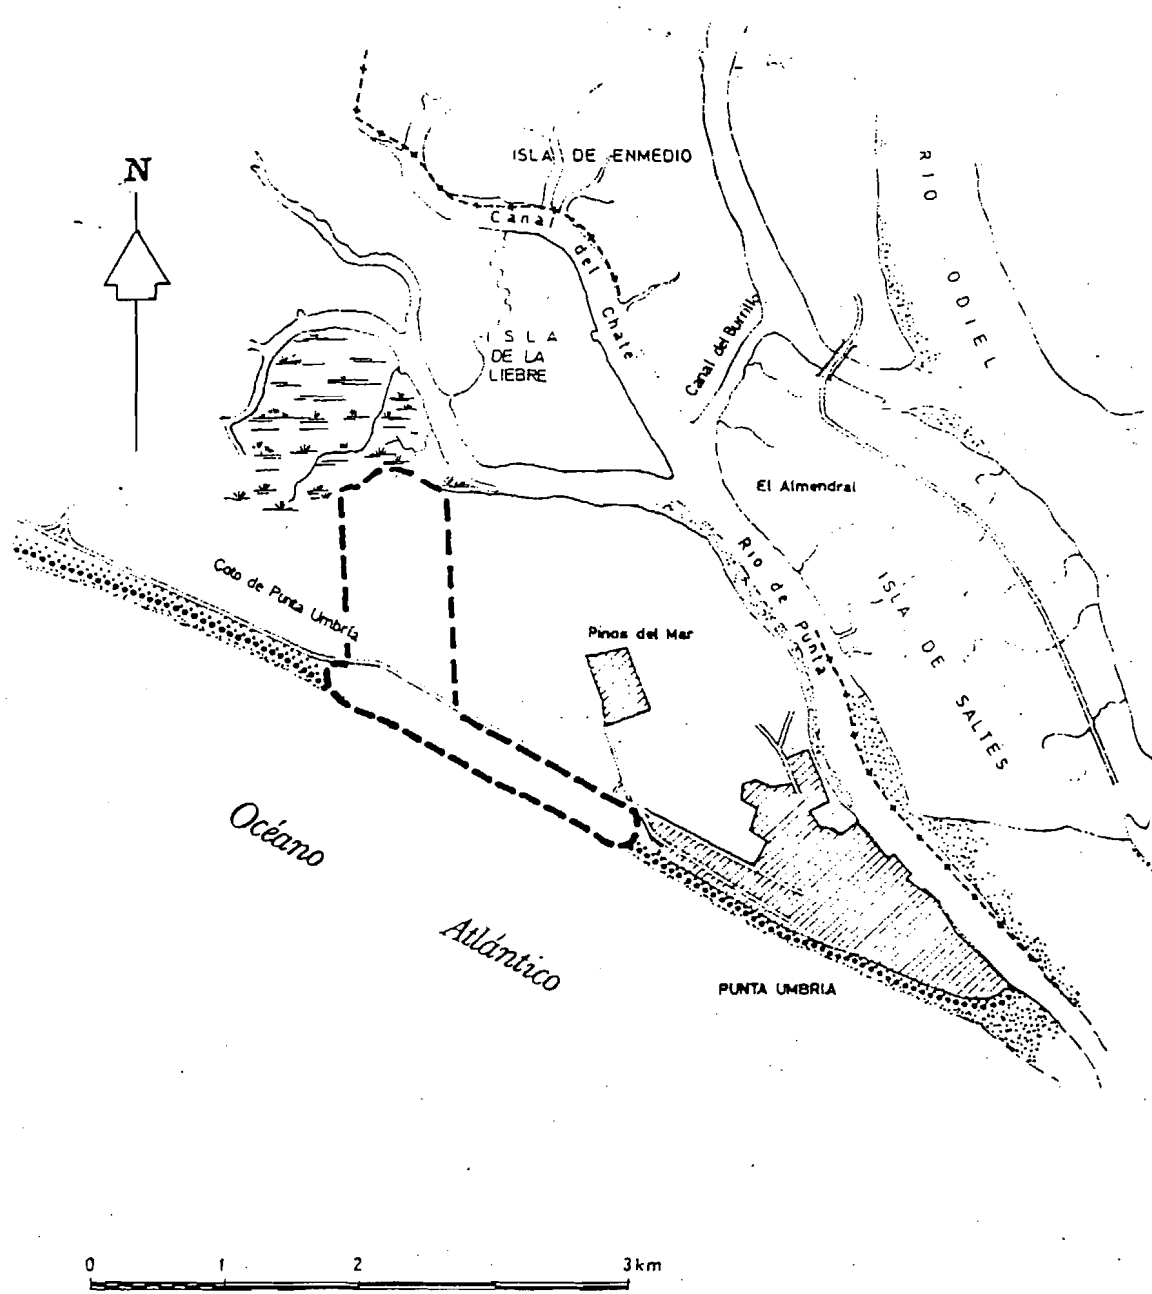 N
ISLA DE ENMEDIO
Canal del Chate
RIO ODIEL
ISLA
DE LA
LIEBRE
Canal del Burrillo
El Almendral
Coto de Punta Umbría
Rio de Punta
ISLA DE SALTES
Pinos del Mar
Océano
Atlántico
PUNTA UMBRIA
0 1 2 3 km